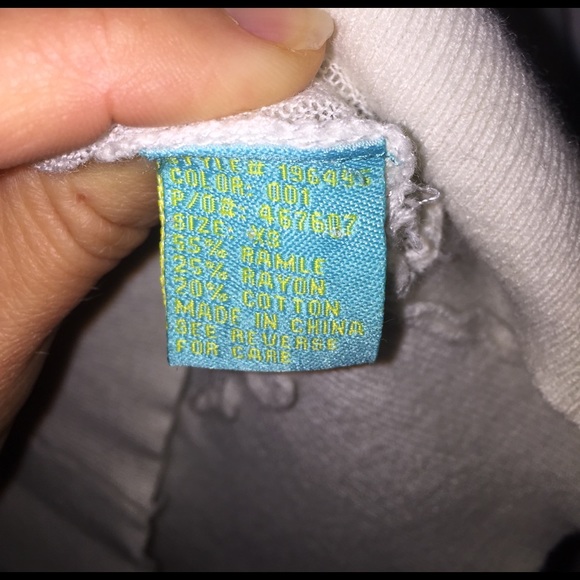 STYLE# 196445
COLOR: 001
P/O#: 467607
SIZE: XS
55% RAMIE
25% RAYON
20% COTTON
MADE IN CHINA
SEE REVERSE
FOR CARE